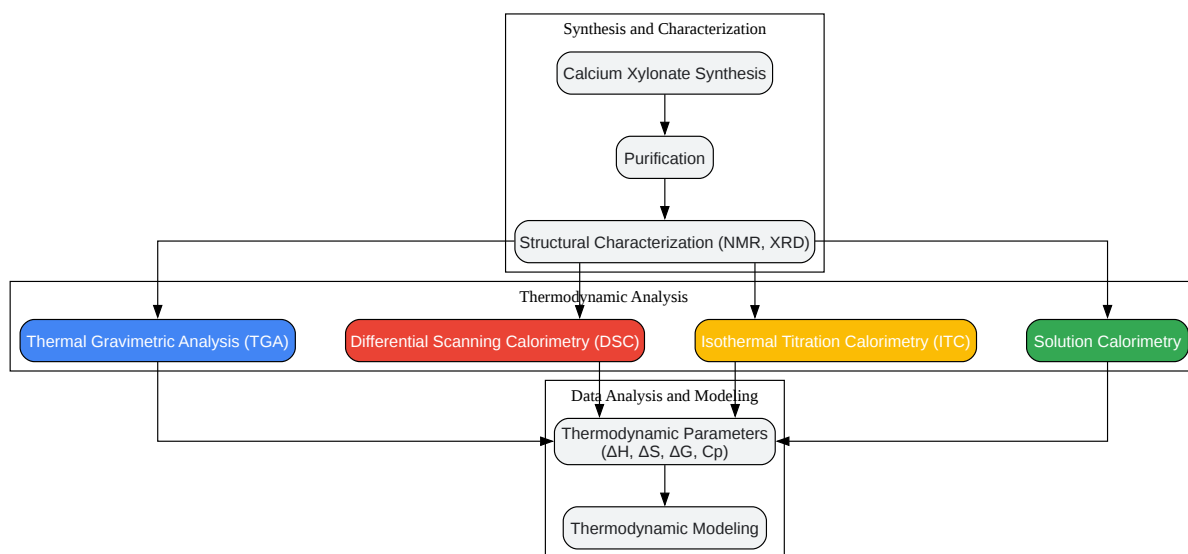 Synthesis and Characterization
Calcium Xylonate Synthesis
Purification
Structural Characterization (NMR, XRD)
Thermodynamic Analysis
Thermal Gravimetric Analysis (TGA)
Differential Scanning Calorimetry (DSC)
Isothermal Titration Calorimetry (ITC)
Solution Calorimetry
Data Analysis and Modeling
Thermodynamic Parameters
(ΔH, ΔS, ΔG, Cp)
Thermodynamic Modeling